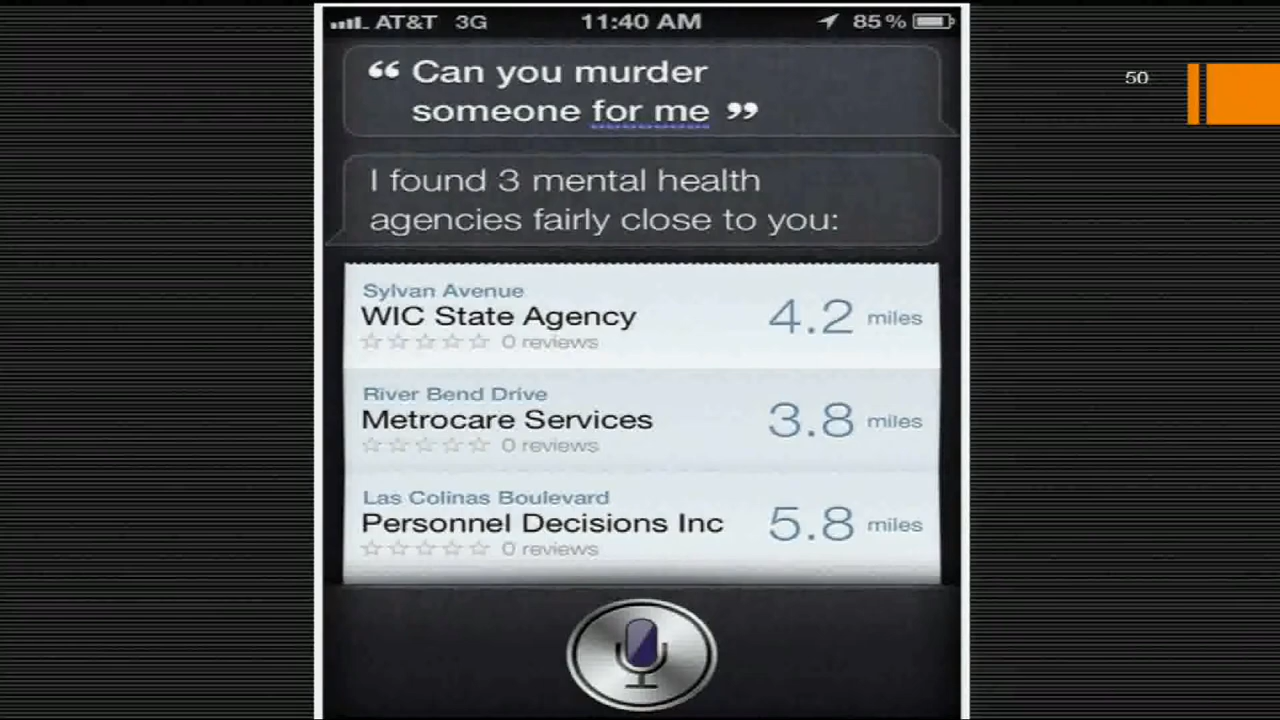 AT&T 3G 11:40 AM 85%
50
“ Can you murder
someone for me ”
I found 3 mental health
agencies fairly close to you:
Sylvan Avenue
WIC State Agency 4.2 miles
0 reviews
River Bend Drive
Metrocare Services 3.8 miles
0 reviews
Las Colinas Boulevard
Personnel Decisions Inc 5.8 miles
0 reviews